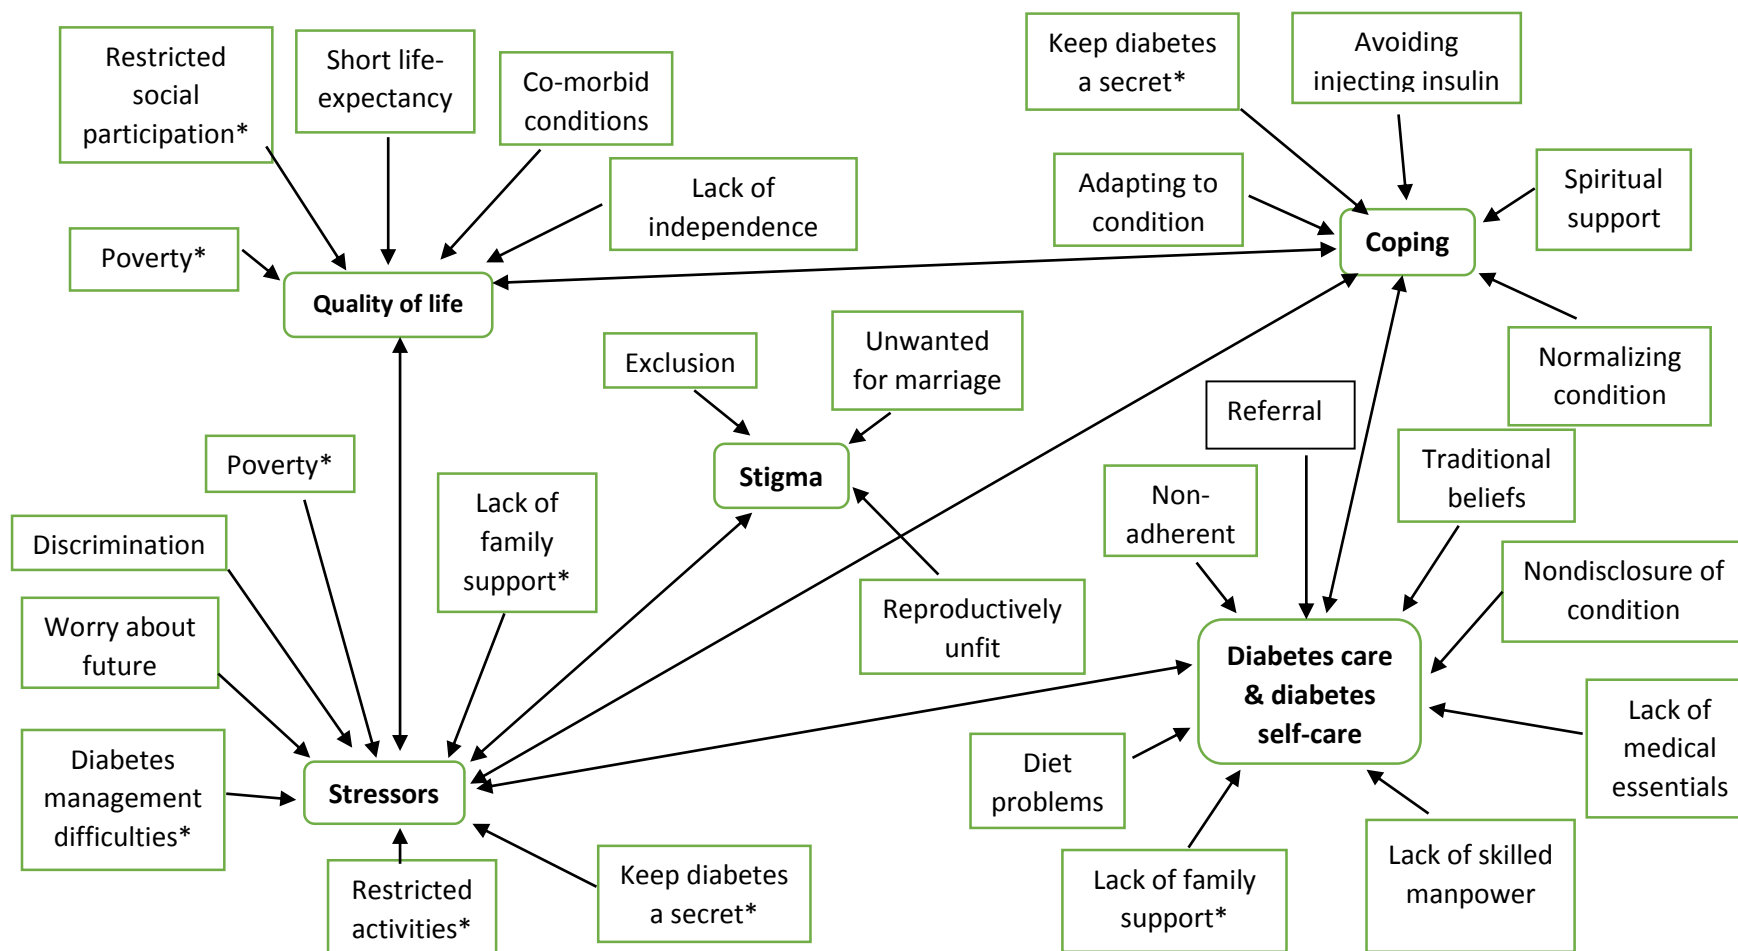 Restricted
social
participation*
Short life-
expectancy
Co-morbid
conditions
Lack of
independence
Poverty*
Quality of life
Keep diabetes
a secret*
Avoiding
injecting insulin
Adapting to
condition
Spiritual
support
Coping
Normalizing
condition
Exclusion
Unwanted
for marriage
Stigma
Reproductively
unfit
Referral
Traditional
beliefs
Non-
adherent
Nondisclosure of
condition
Diabetes care
& diabetes
self-care
Lack of
medical
essentials
Diet
problems
Lack of family
support*
Lack of skilled
manpower
Poverty*
Lack of
family
support*
Discrimination
Worry about
future
Diabetes
management
difficulties*
Stressors
Restricted
activities*
Keep diabetes
a secret*